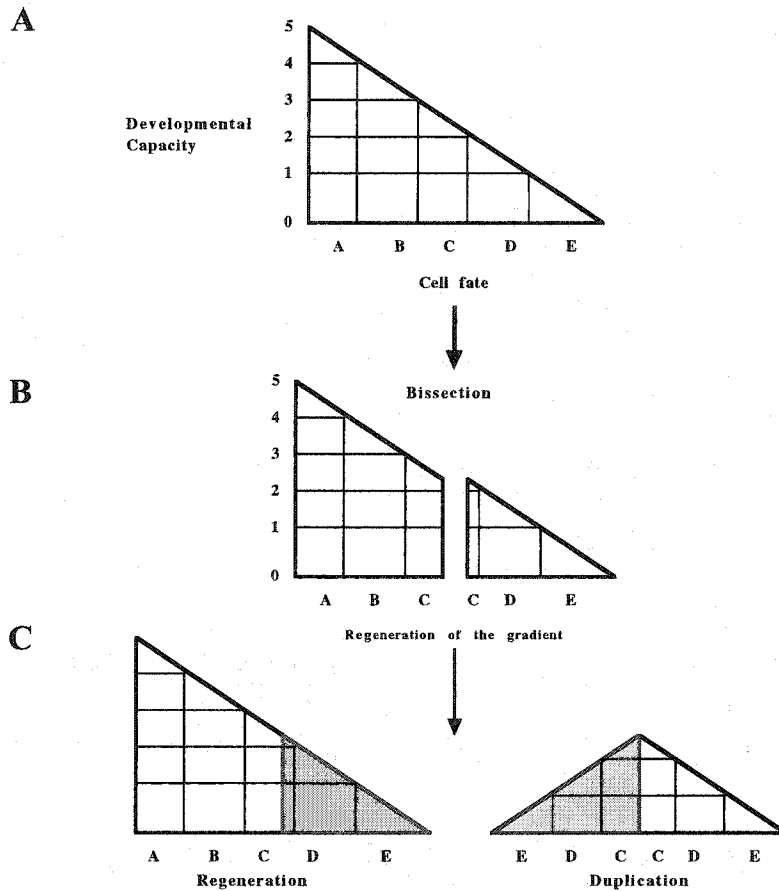 A
5
4
3
2
1
0
Developmental
Capacity
A B C D E
Cell fate
B
Bissection
5
4
3
2
1
0
A B C C D E
C
Regeneration of the gradient
A B C D E
E D C C D E
Regeneration
Duplication